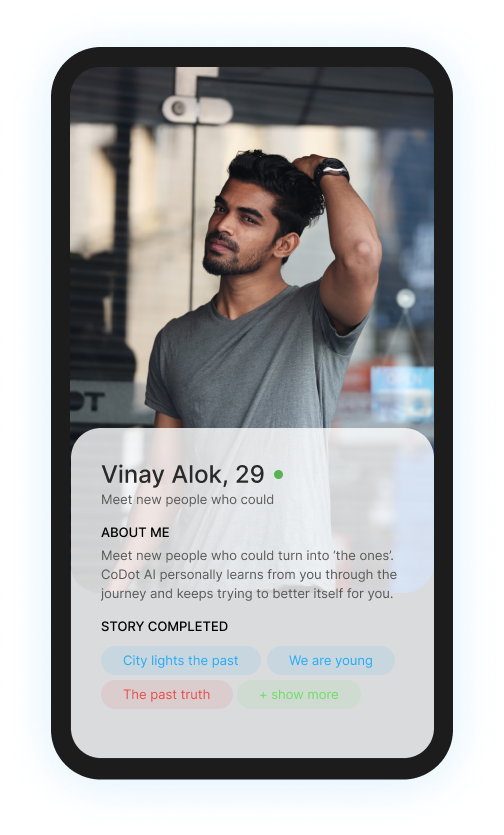 OPEN
OT
Vinay Alok, 29
Meet new people who could
ABOUT ME
Meet new people who could turn into ‘the ones’.
CoDot AI personally learns from you through the
journey and keeps trying to better itself for you.
STORY COMPLETED
City lights the past
We are young
The past truth
+ show more